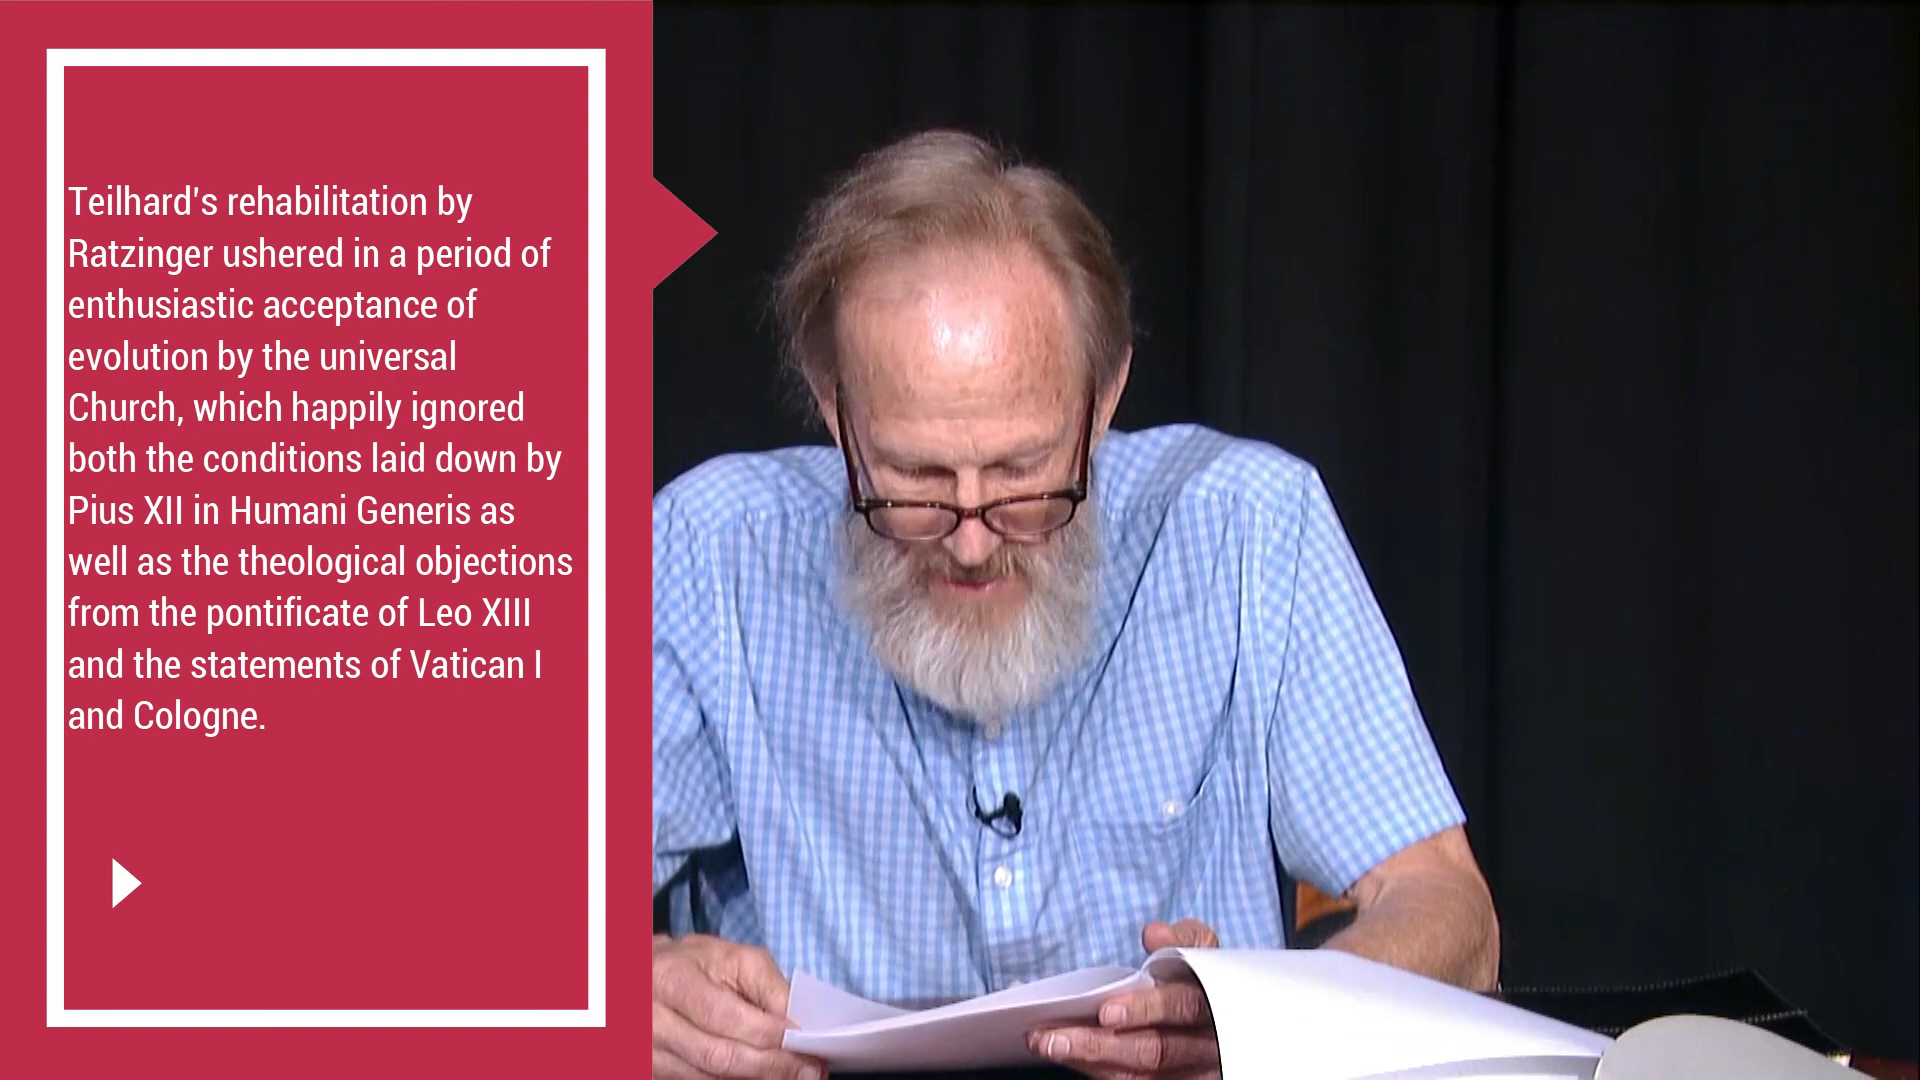 Teilhard's rehabilitation by
Ratzinger ushered in a period of
enthusiastic acceptance of
evolution by the universal
Church, which happily ignored
both the conditions laid down by
Pius XII in Humani Generis as
well as the theological objections
from the pontificate of Leo XIII
and the statements of Vatican I
and Cologne.